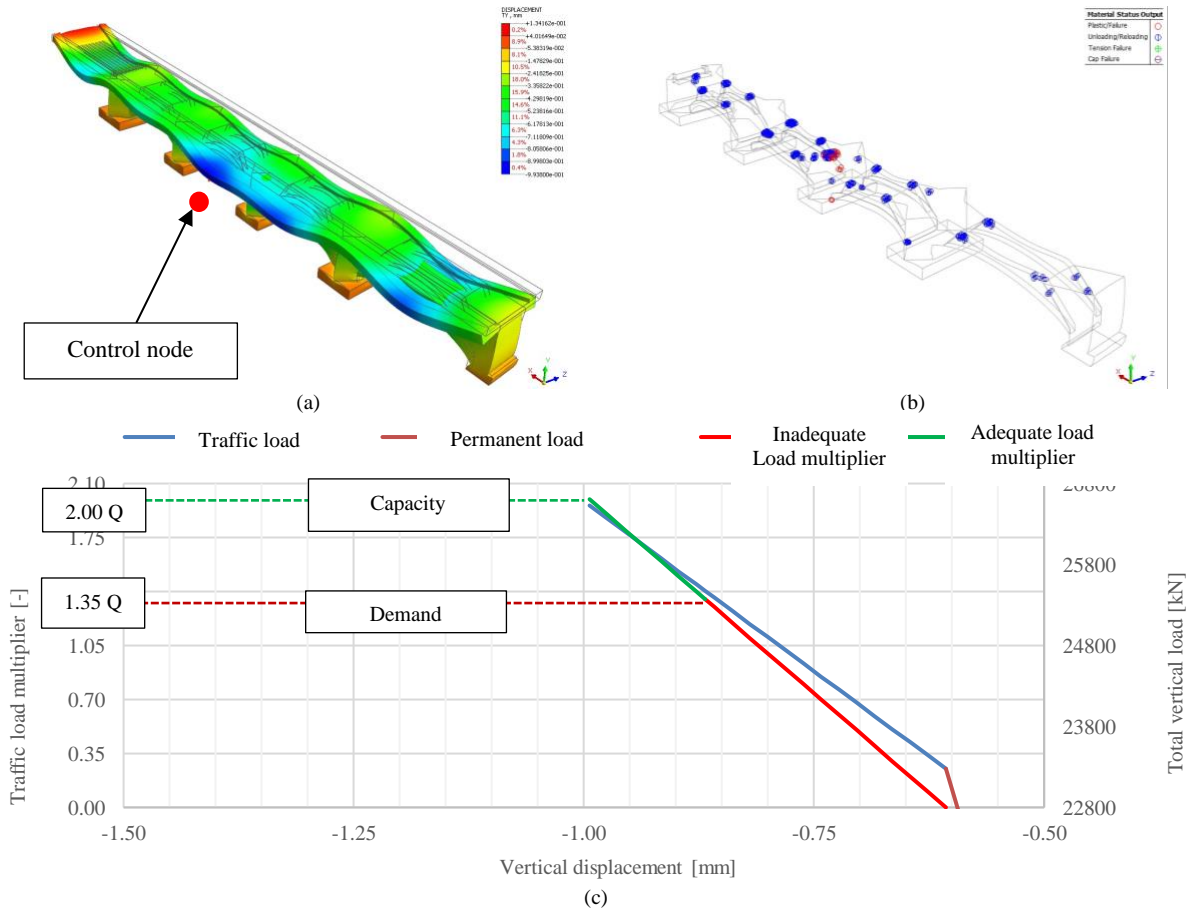 DISPLACEMENT
TY , mm
+1.34162e-001
0.2%
+4.01649e-002
8.9%
-5.38319e-002
8.1%
-1.47829e-001
10.5%
-2.41825e-001
18.0%
-3.35822e-001
15.9%
-4.29819e-001
14.6%
-5.23816e-001
11.1%
-6.17813e-001
6.3%
-7.11809e-001
4.3%
-8.05806e-001
1.8%
-8.99803e-001
0.4%
-9.93800e-001
Control node
X
Y
Z
(a)
Material Status Output
Plastic/Failure
Unloading/Reloading
Tension Failure
Cap Failure
X
Y
Z
(b)
Traffic load
Permanent load
Inadequate
Load multiplier
Adequate load
multiplier
2.10
1.75
1.05
0.70
0.35
0.00
2.00 Q
1.35 Q
Capacity
Demand
Traffic load multiplier [-]
26800
25800
24800
23800
22800
Total vertical load [kN]
-1.50
-1.25
-1.00
-0.75
-0.50
Vertical displacement [mm]
(c)